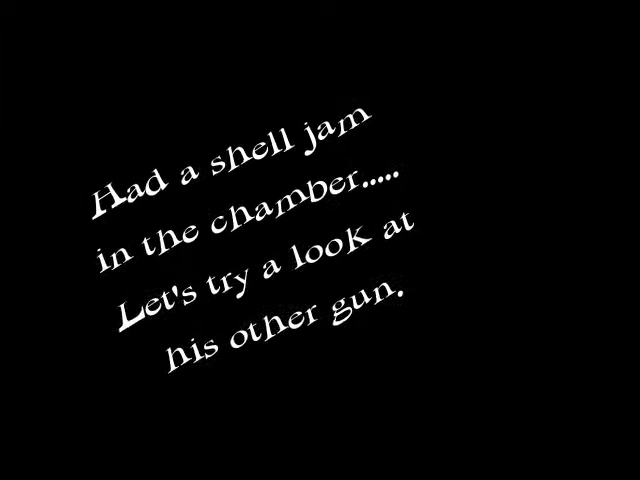 Had a shell jam
in the chamber.....
Let's try a look at
his other gun.